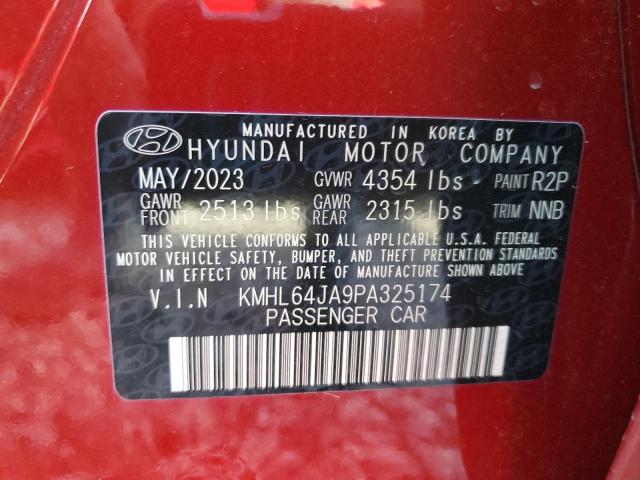 MANUFACTURED IN KOREA BY
HYUNDAI MOTOR COMPANY
MAY/2023 GVWR 4354 lbs PAINT R2P
GAWR FRONT 2513 lbs GAWR REAR 2315 lbs TRIM NNB
THIS VEHICLE CONFORMS TO ALL APPLICABLE U.S.A. FEDERAL
MOTOR VEHICLE SAFETY, BUMPER, AND THEFT PREVENTION STANDARDS
IN EFFECT ON THE DATE OF MANUFACTURE SHOWN ABOVE.
V.I.N KMHL64JA9PA325174
PASSENGER CAR